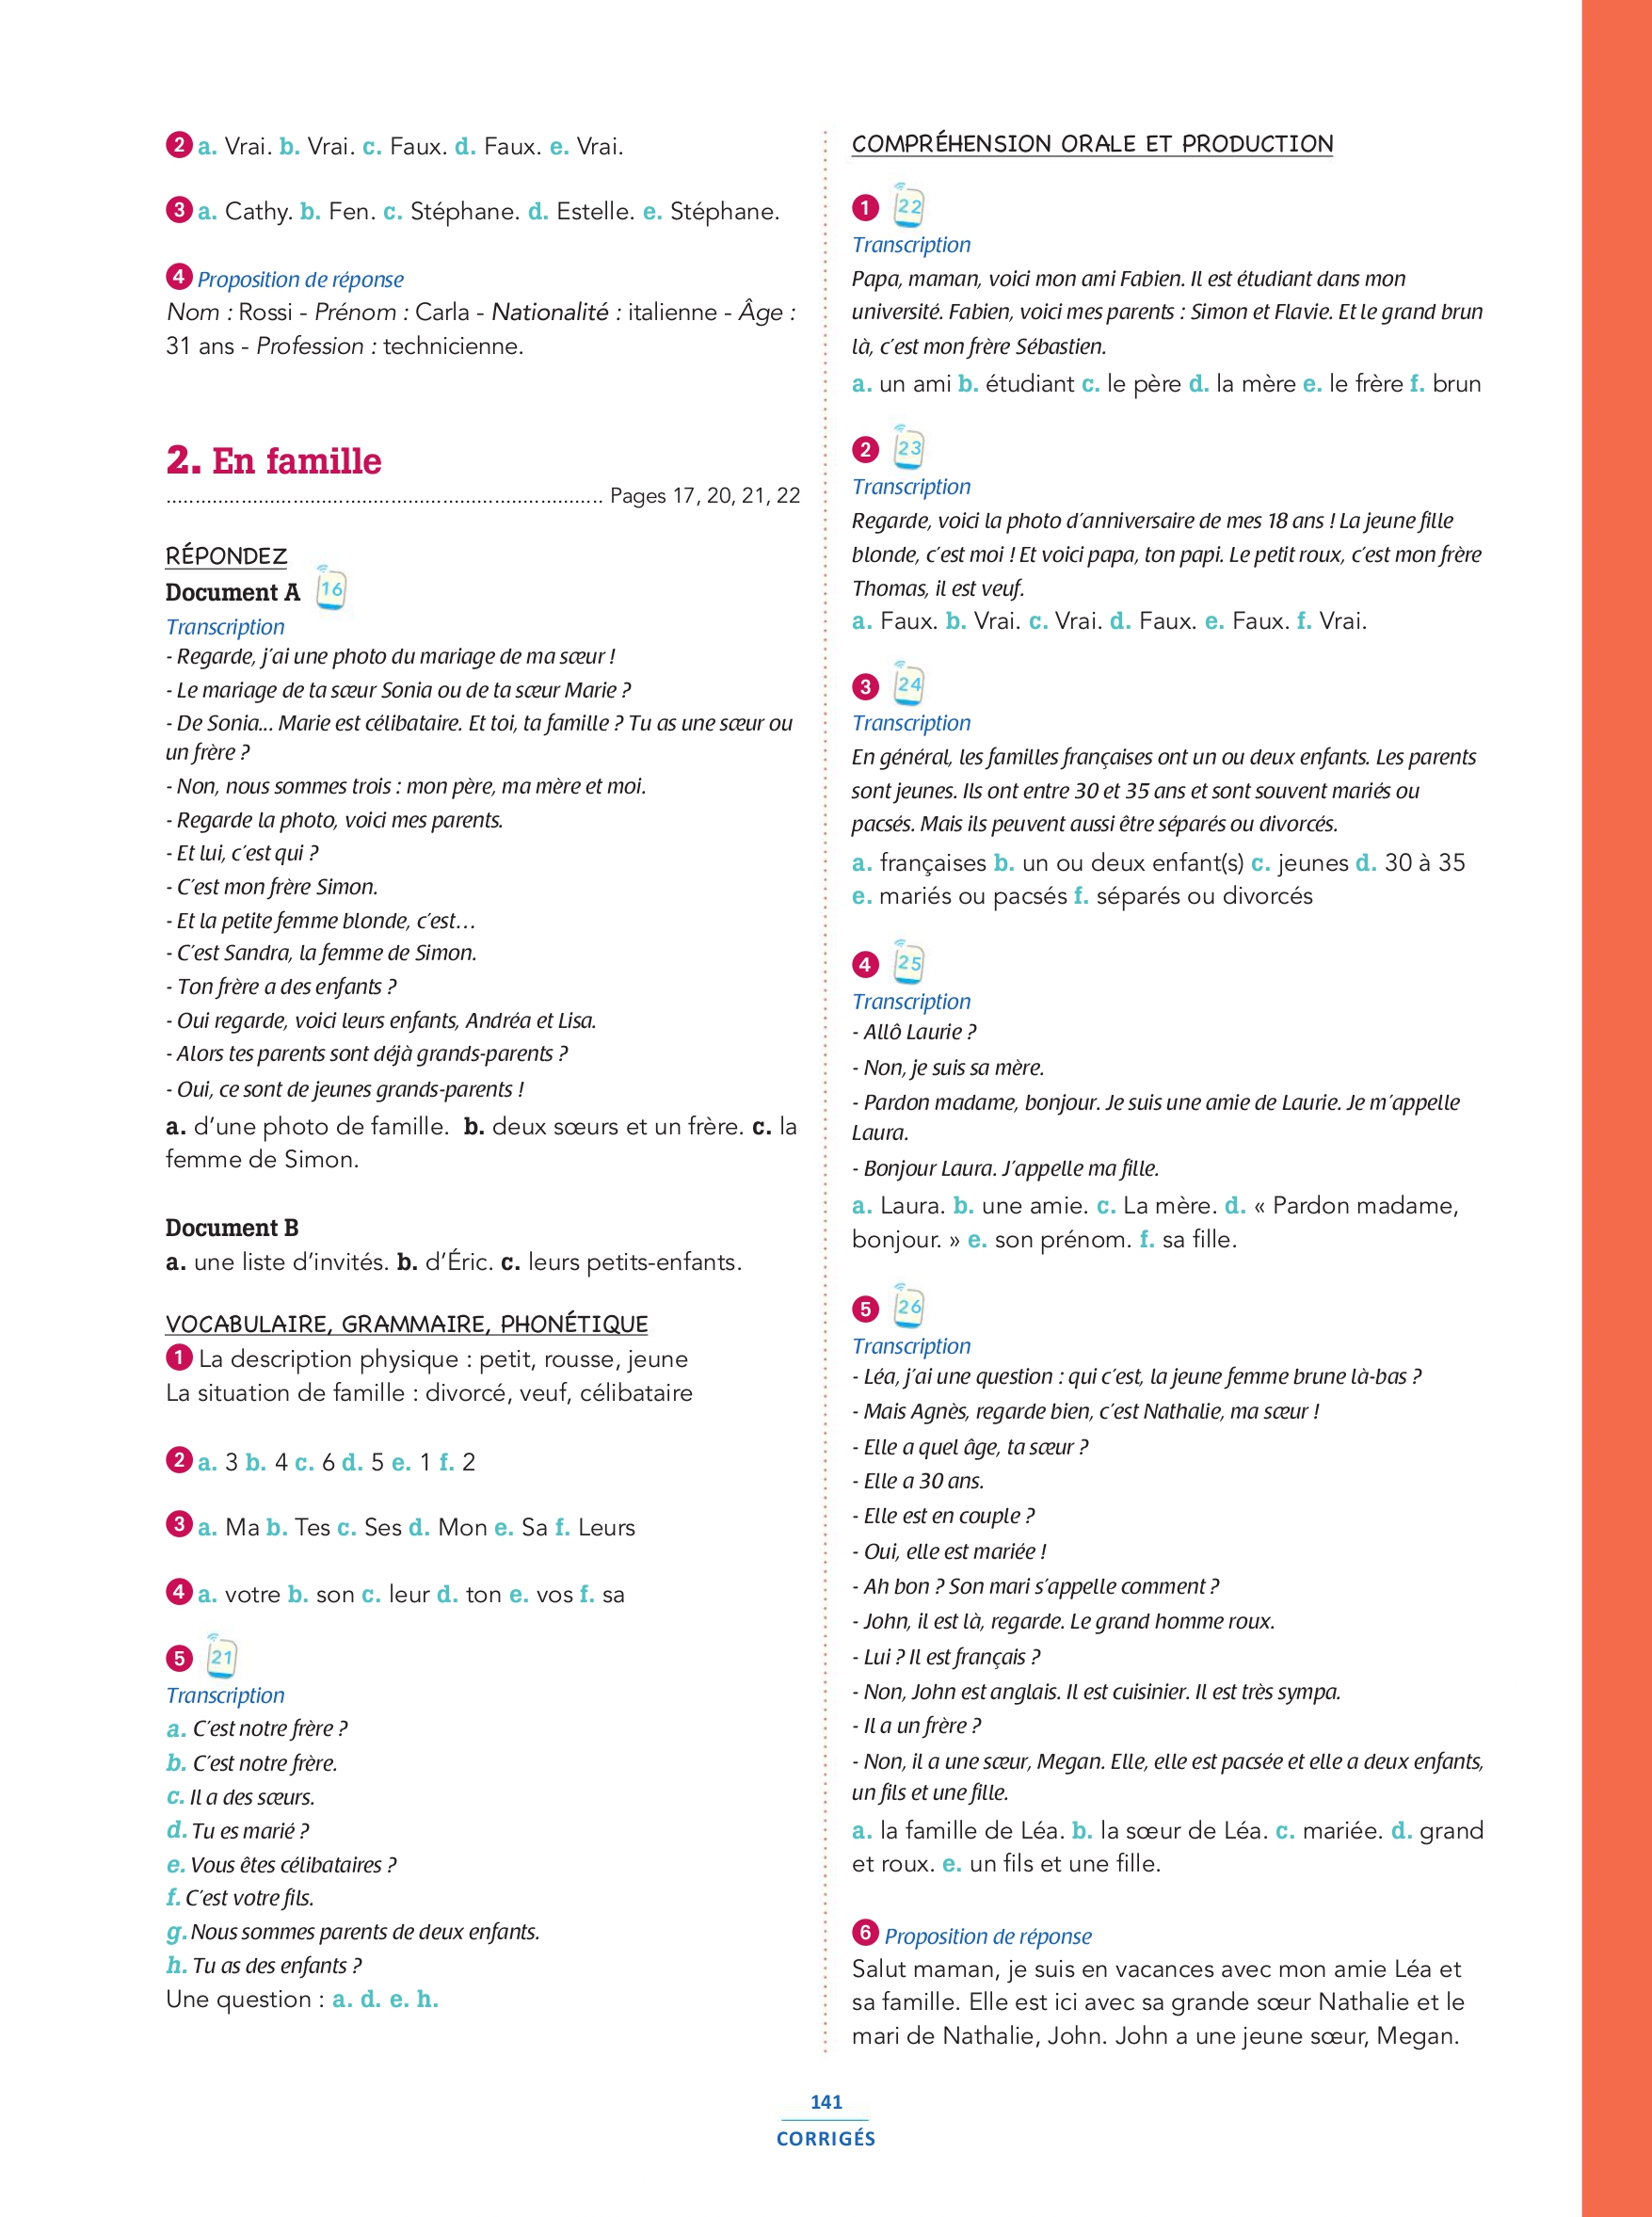 2 a. Vrai. b. Vrai. c. Faux. d. Faux. e. Vrai.
3 a. Cathy. b. Fen. c. Stéphane. d. Estelle. e. Stéphane.
4 Proposition de réponse
Nom : Rossi - Prénom : Carla - Nationalité : italienne - Âge :
31 ans - Profession : technicienne.
2. En famille
............................................................................ Pages 17, 20, 21, 22
RÉPONDEZ
Document A 16
Transcription
- Regarde, j'ai une photo du mariage de ma sœur !
- Le mariage de ta sœur Sonia ou de ta sœur Marie ?
- De Sonia... Marie est célibataire. Et toi, ta famille ? Tu as une sœur ou
un frère ?
- Non, nous sommes trois : mon père, ma mère et moi.
- Regarde la photo, voici mes parents.
- Et lui, c'est qui ?
- C'est mon frère Simon.
- Et la petite femme blonde, c'est…
- C'est Sandra, la femme de Simon.
- Ton frère a des enfants ?
- Oui regarde, voici leurs enfants, Andréa et Lisa.
- Alors tes parents sont déjà grands-parents ?
- Oui, ce sont de jeunes grands-parents !
a. d'une photo de famille. b. deux sœurs et un frère. c. la
femme de Simon.
Document B
a. une liste d'invités. b. d'Éric. c. leurs petits-enfants.
VOCABULAIRE, GRAMMAIRE, PHONÉTIQUE
1 La description physique : petit, rousse, jeune
La situation de famille : divorcé, veuf, célibataire
2 a. 3 b. 4 c. 6 d. 5 e. 1 f. 2
3 a. Ma b. Tes c. Ses d. Mon e. Sa f. Leurs
4 a. votre b. son c. leur d. ton e. vos f. sa
5 21
Transcription
a. C'est notre frère ?
b. C'est notre frère.
c. Il a des sœurs.
d. Tu es marié ?
e. Vous êtes célibataires ?
f. C'est votre fils.
g. Nous sommes parents de deux enfants.
h. Tu as des enfants ?
Une question : a. d. e. h.
COMPRÉHENSION ORALE ET PRODUCTION
1 22
Transcription
Papa, maman, voici mon ami Fabien. Il est étudiant dans mon
université. Fabien, voici mes parents : Simon et Flavie. Et le grand brun
là, c'est mon frère Sébastien.
a. un ami b. étudiant c. le père d. la mère e. le frère f. brun
2 23
Transcription
Regarde, voici la photo d'anniversaire de mes 18 ans ! La jeune fille
blonde, c'est moi ! Et voici papa, ton papi. Le petit roux, c'est mon frère
Thomas, il est veuf.
a. Faux. b. Vrai. c. Vrai. d. Faux. e. Faux. f. Vrai.
3 24
Transcription
En général, les familles françaises ont un ou deux enfants. Les parents
sont jeunes. Ils ont entre 30 et 35 ans et sont souvent mariés ou
pacsés. Mais ils peuvent aussi être séparés ou divorcés.
a. françaises b. un ou deux enfant(s) c. jeunes d. 30 à 35
e. mariés ou pacsés f. séparés ou divorcés
4 25
Transcription
- Allô Laurie ?
- Non, je suis sa mère.
- Pardon madame, bonjour. Je suis une amie de Laurie. Je m'appelle
Laura.
- Bonjour Laura. J'appelle ma fille.
a. Laura. b. une amie. c. La mère. d. « Pardon madame,
bonjour. » e. son prénom. f. sa fille.
5 26
Transcription
- Léa, j'ai une question : qui c'est, la jeune femme brune là-bas ?
- Mais Agnès, regarde bien, c'est Nathalie, ma sœur !
- Elle a quel âge, ta sœur ?
- Elle a 30 ans.
- Elle est en couple ?
- Oui, elle est mariée !
- Ah bon ? Son mari s'appelle comment ?
- John, il est là, regarde. Le grand homme roux.
- Lui ? Il est français ?
- Non, John est anglais. Il est cuisinier. Il est très sympa.
- Il a un frère ?
- Non, il a une sœur, Megan. Elle, elle est pacsée et elle a deux enfants,
un fils et une fille.
a. la famille de Léa. b. la sœur de Léa. c. mariée. d. grand
et roux. e. un fils et une fille.
6 Proposition de réponse
Salut maman, je suis en vacances avec mon amie Léa et
sa famille. Elle est ici avec sa grande sœur Nathalie et le
mari de Nathalie, John. John a une jeune sœur, Megan.
141
CORRIGÉS